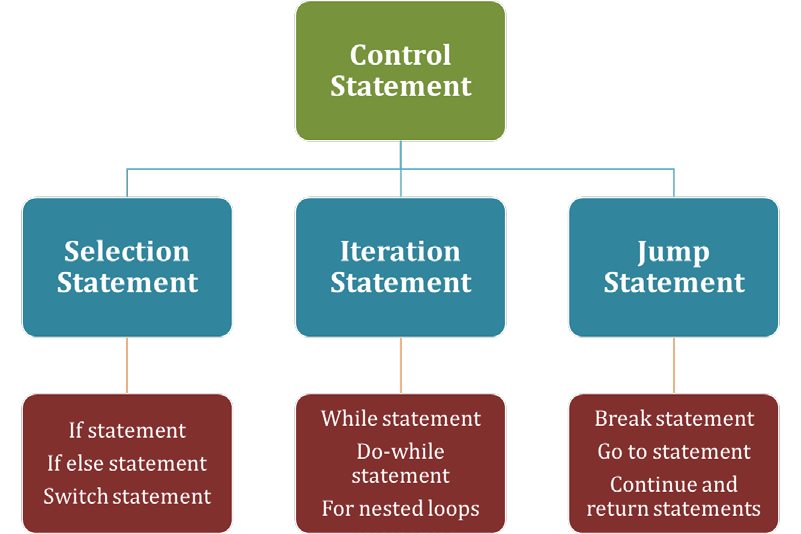 Control
Statement
Selection
Statement
Iteration
Statement
Jump
Statement
If statement
If else statement
Switch statement
While statement
Do-while
statement
For nested loops
Break statement
Go to statement
Continue and
return statements